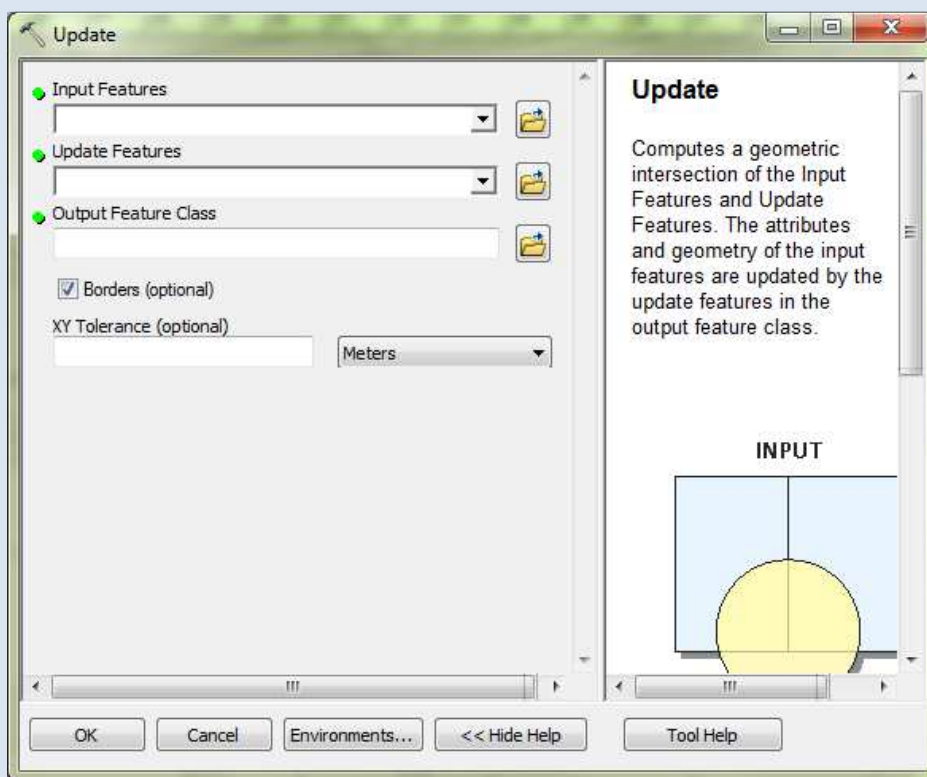 Update
Input Features
Update Features
Output Feature Class
Borders (optional)
XY Tolerance (optional)
Meters
Update
Computes a geometric
intersection of the Input
Features and Update
Features. The attributes
and geometry of the input
features are updated by the
update features in the
output feature class.
INPUT
OK
Cancel
Environments...
<< Hide Help
Tool Help